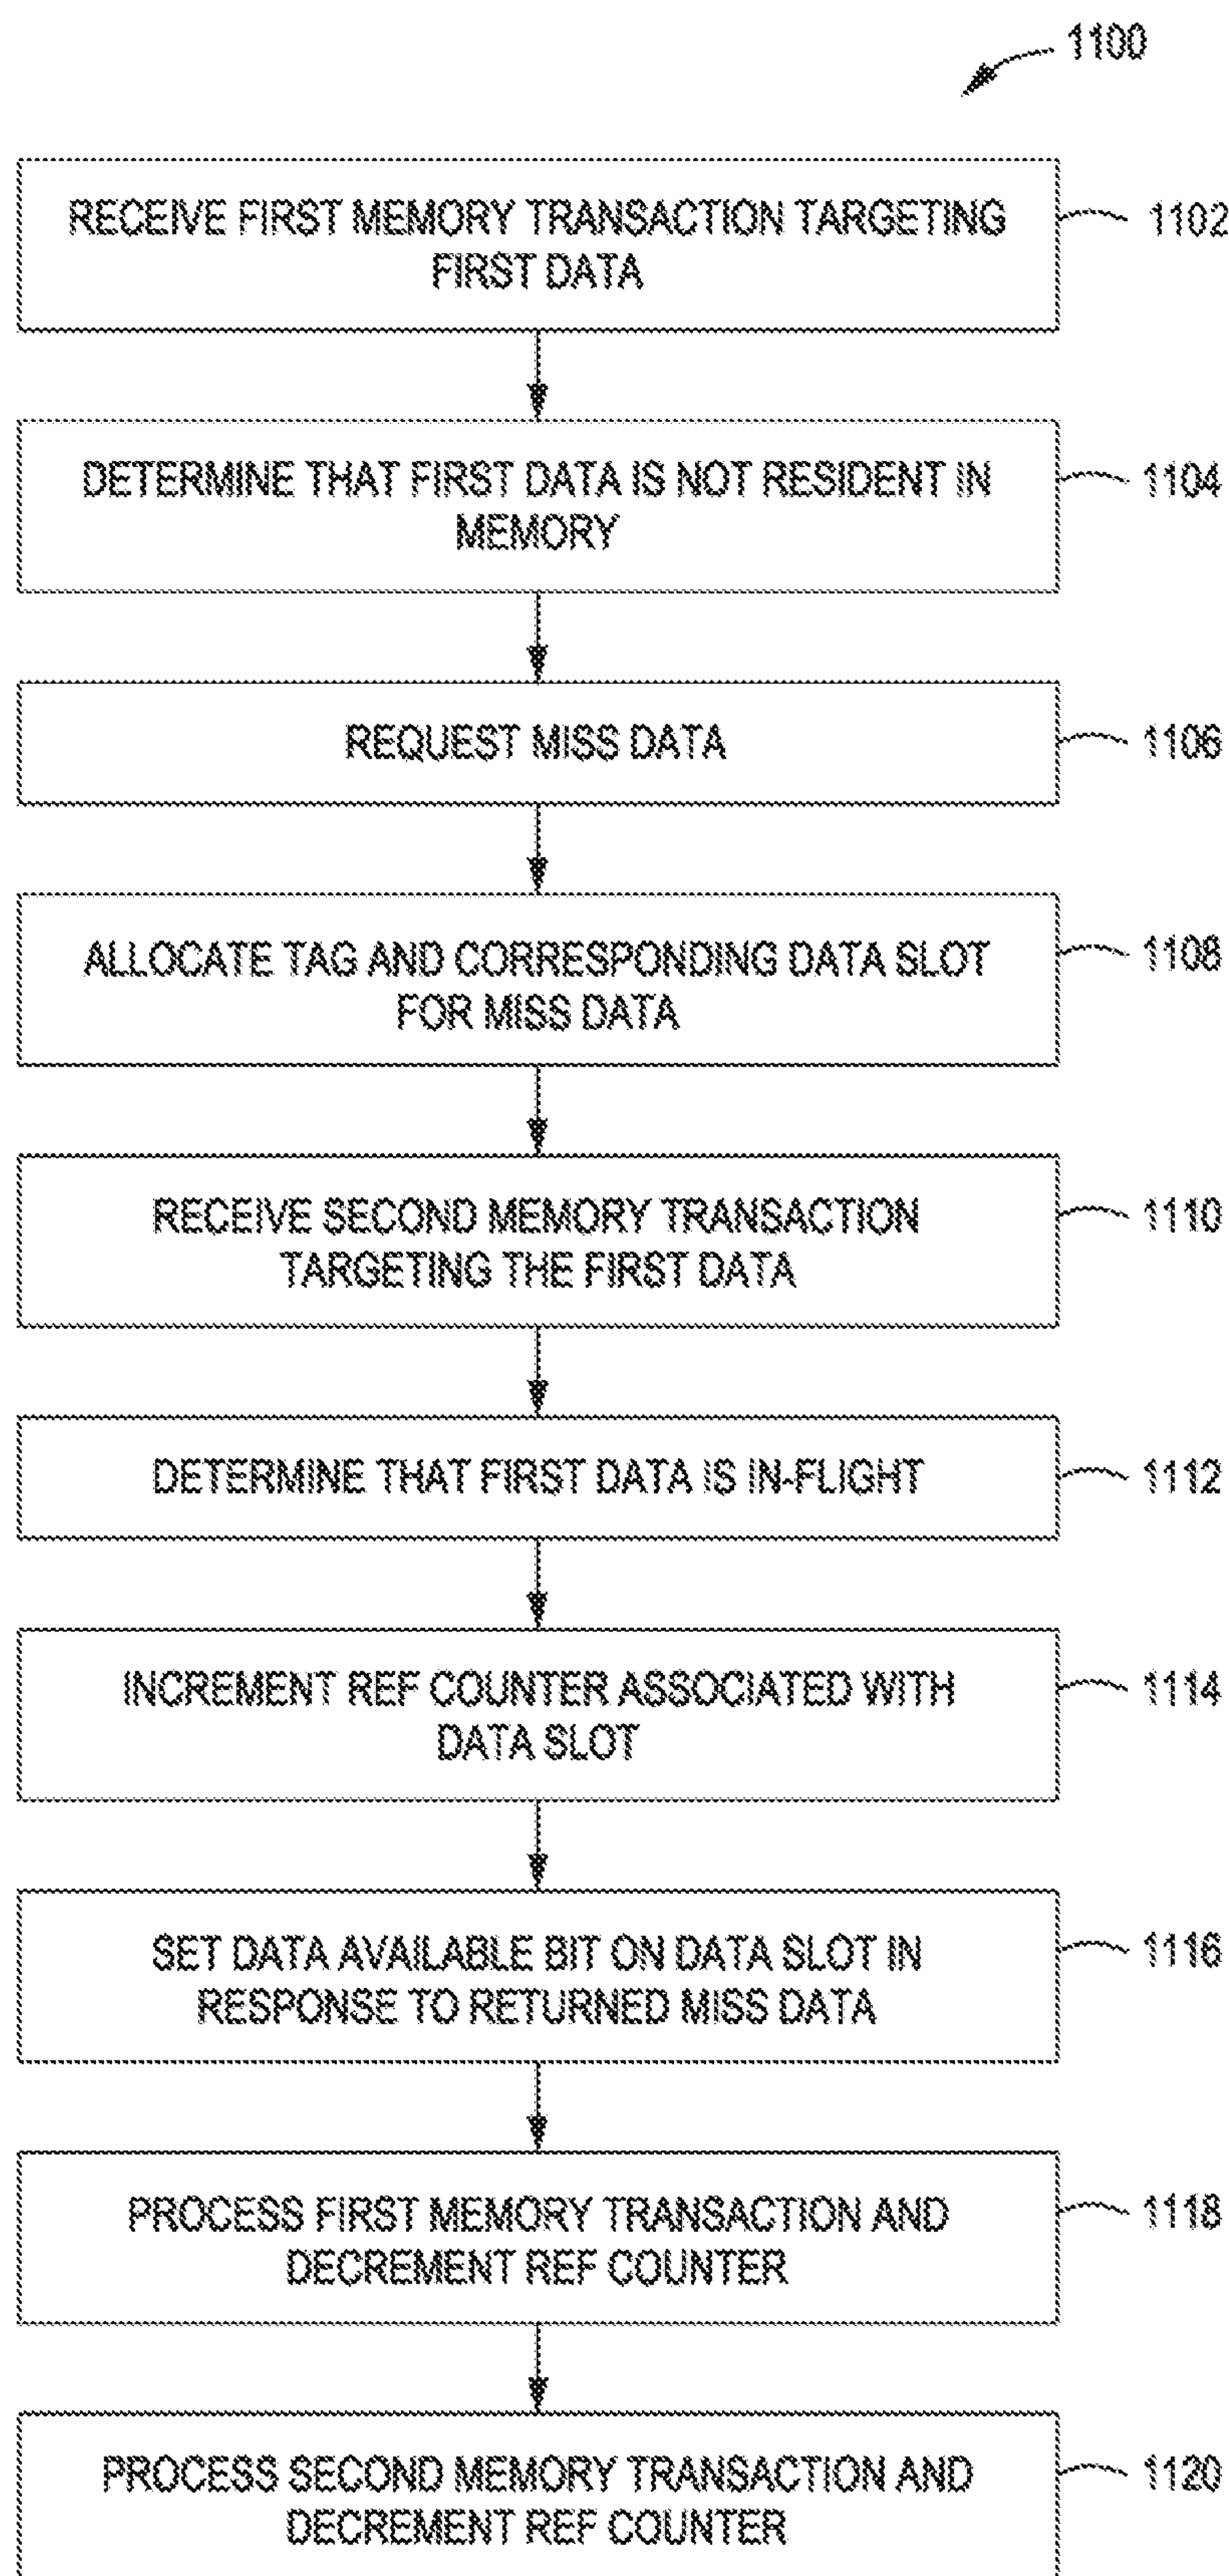 1100
RECEIVE FIRST MEMORY TRANSACTION TARGETING
FIRST DATA
1102
DETERMINE THAT FIRST DATA IS NOT RESIDENT IN
MEMORY
1104
REQUEST MISS DATA
1106
ALLOCATE TAG AND CORRESPONDING DATA SLOT
FOR MISS DATA
1108
RECEIVE SECOND MEMORY TRANSACTION
TARGETING THE FIRST DATA
1110
DETERMINE THAT FIRST DATA IS IN-FLIGHT
1112
INCREMENT REF COUNTER ASSOCIATED WITH
DATA SLOT
1114
SET DATA AVAILABLE BIT ON DATA SLOT IN
RESPONSE TO RETURNED MISS DATA
1116
PROCESS FIRST MEMORY TRANSACTION AND
DECREMENT REF COUNTER
1118
PROCESS SECOND MEMORY TRANSACTION AND
DECREMENT REF COUNTER
1120